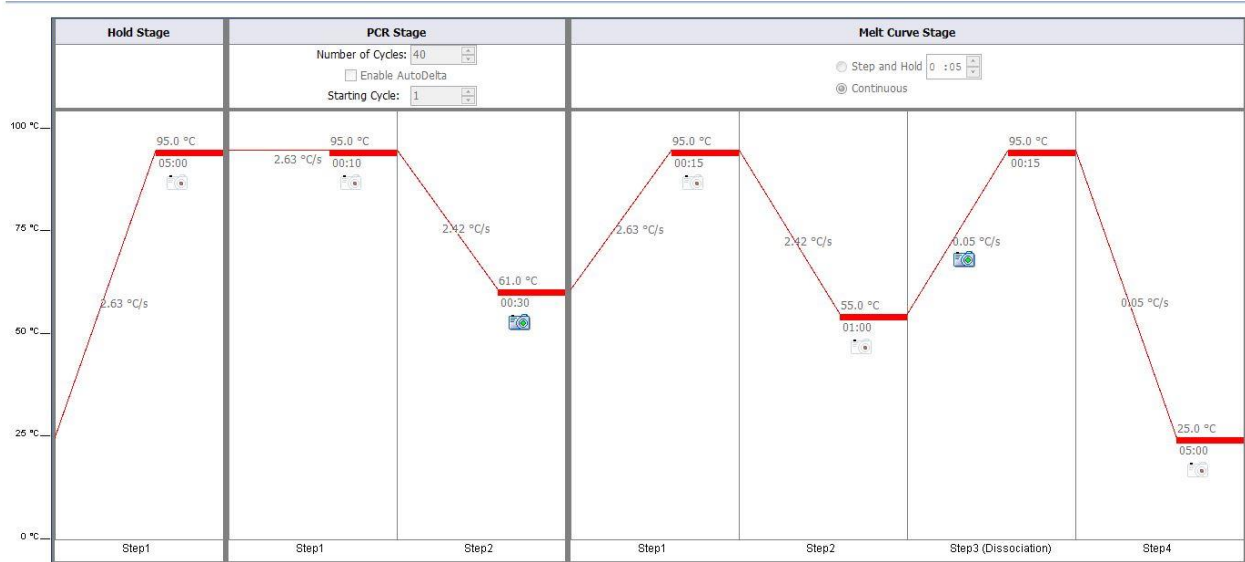 Hold Stage
PCR Stage
Melt Curve Stage
Number of Cycles: 40
Enable AutoDelta
Starting Cycle: 1
Step and Hold 0 :05
Continuous
100 °C
75 °C
50 °C
25 °C
0 °C
2.63 °C/s
95.0 °C
05:00
2.63 °C/s
95.0 °C
00:10
2.42 °C/s
61.0 °C
00:30
2.63 °C/s
95.0 °C
00:15
2.42 °C/s
55.0 °C
01:00
0.05 °C/s
95.0 °C
00:15
0.05 °C/s
25.0 °C
05:00
Step1
Step1
Step2
Step1
Step2
Step3 (Dissociation)
Step4